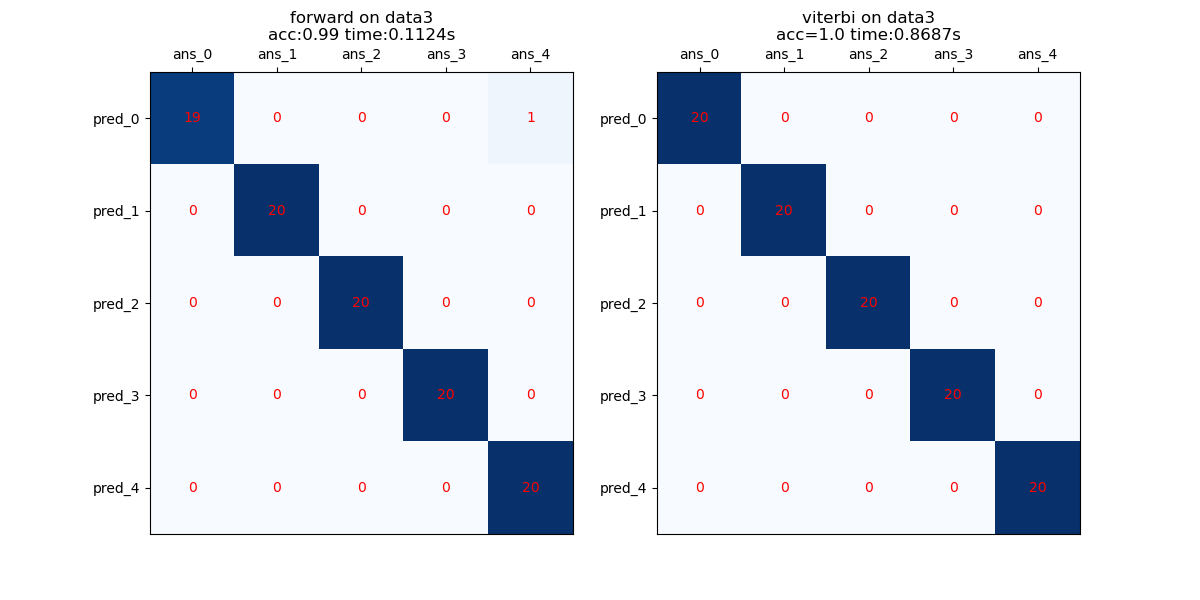 forward on data3
acc:0.99 time:0.1124s
ans_0 ans_1 ans_2 ans_3 ans_4
pred_0 19 0 0 0 1
pred_1 0 20 0 0 0
pred_2 0 0 20 0 0
pred_3 0 0 0 20 0
pred_4 0 0 0 0 20
viterbi on data3
acc=1.0 time:0.8687s
ans_0 ans_1 ans_2 ans_3 ans_4
pred_0 20 0 0 0 0
pred_1 0 20 0 0 0
pred_2 0 0 20 0 0
pred_3 0 0 0 20 0
pred_4 0 0 0 0 20